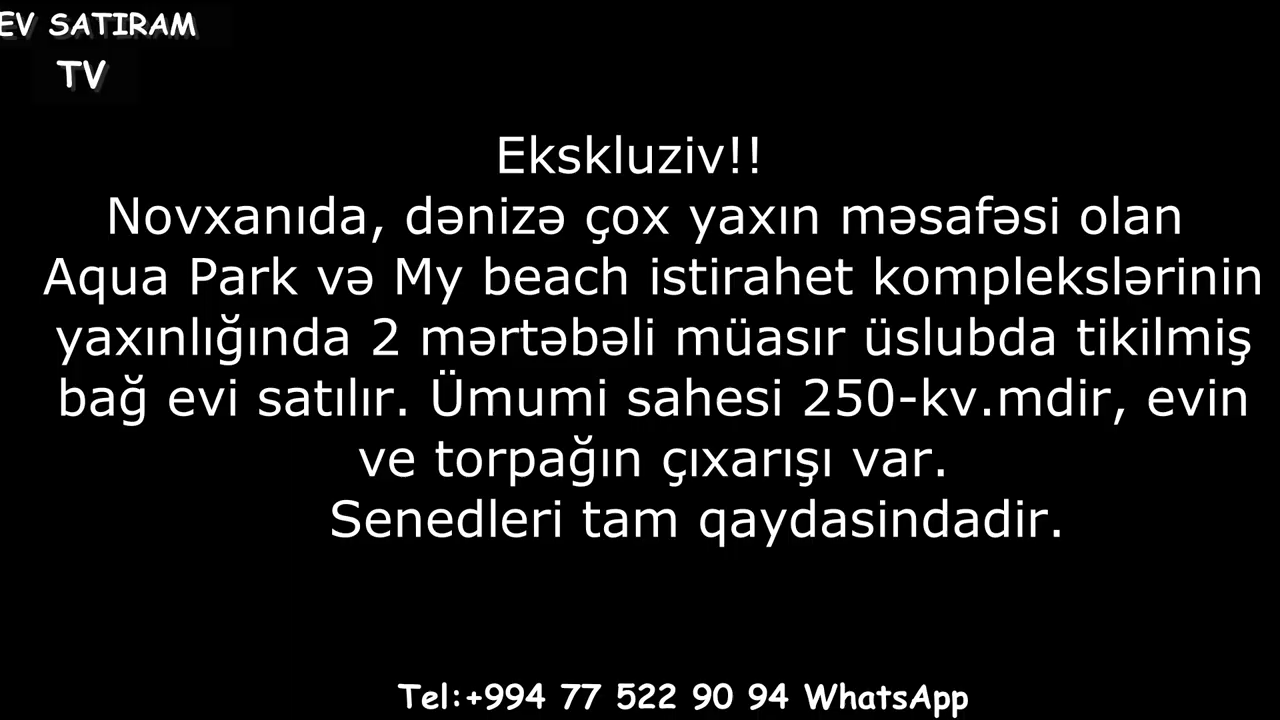 EV SATIRAM
TV
Ekskluziv!!
Novxanıda, dənizə çox yaxın məsafəsi olan
Aqua Park və My beach istirahet komplekslərinin
yaxınlığında 2 mərtəbəli müasır üslubda tikilmiş
bağ evi satılır. Ümumi sahesi 250-kv.mdir, evin
ve torpağın çıxarışı var.
Senedleri tam qaydasindadir.
Tel:+994 77 522 90 94 WhatsApp